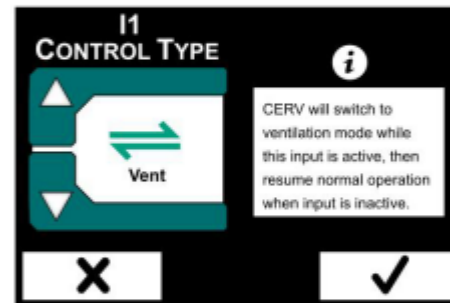 I1
CONTROL TYPE
i
CERV will switch to
ventilation mode while
this input is active, then
resume normal operation
when input is inactive.
Vent